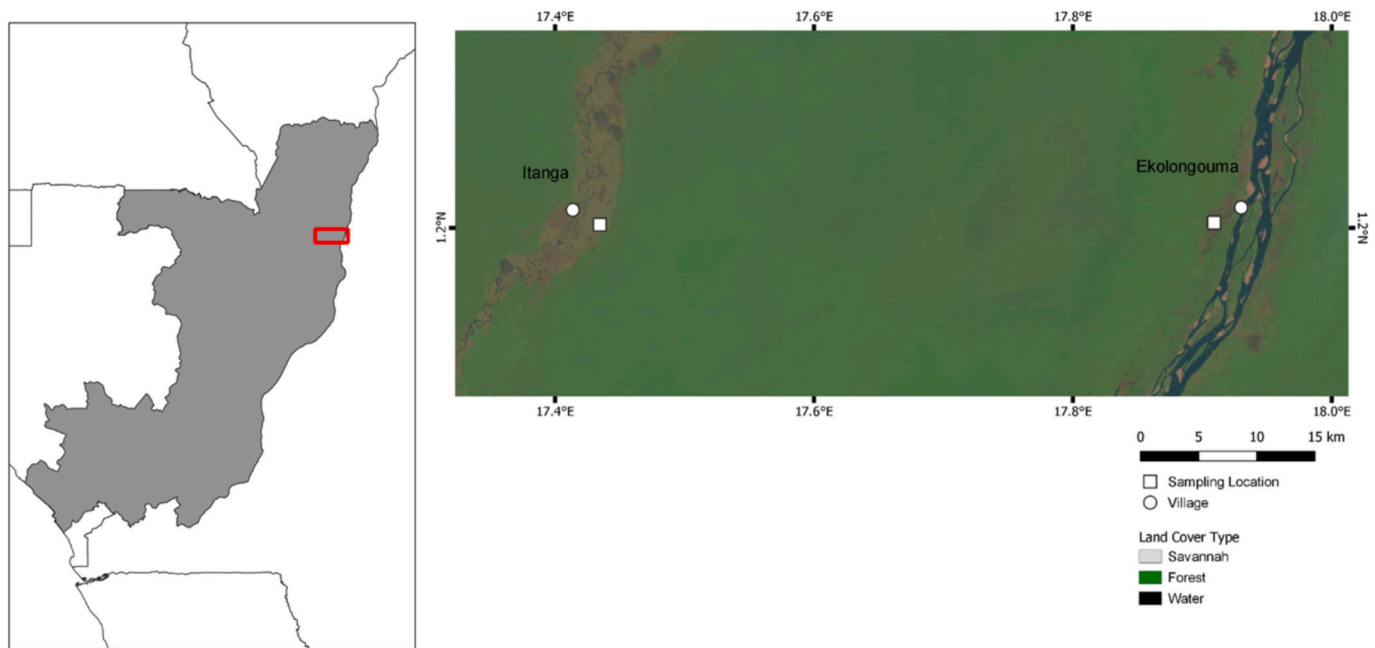 17.4°E 17.6°E 17.8°E 18.0°E
Itanga
Ekolongouma
1.2°N
1.2°N
17.4°E 17.6°E 17.8°E 18.0°E
0 5 10 15 km
Sampling Location
Village
Land Cover Type
Savannah
Forest
Water